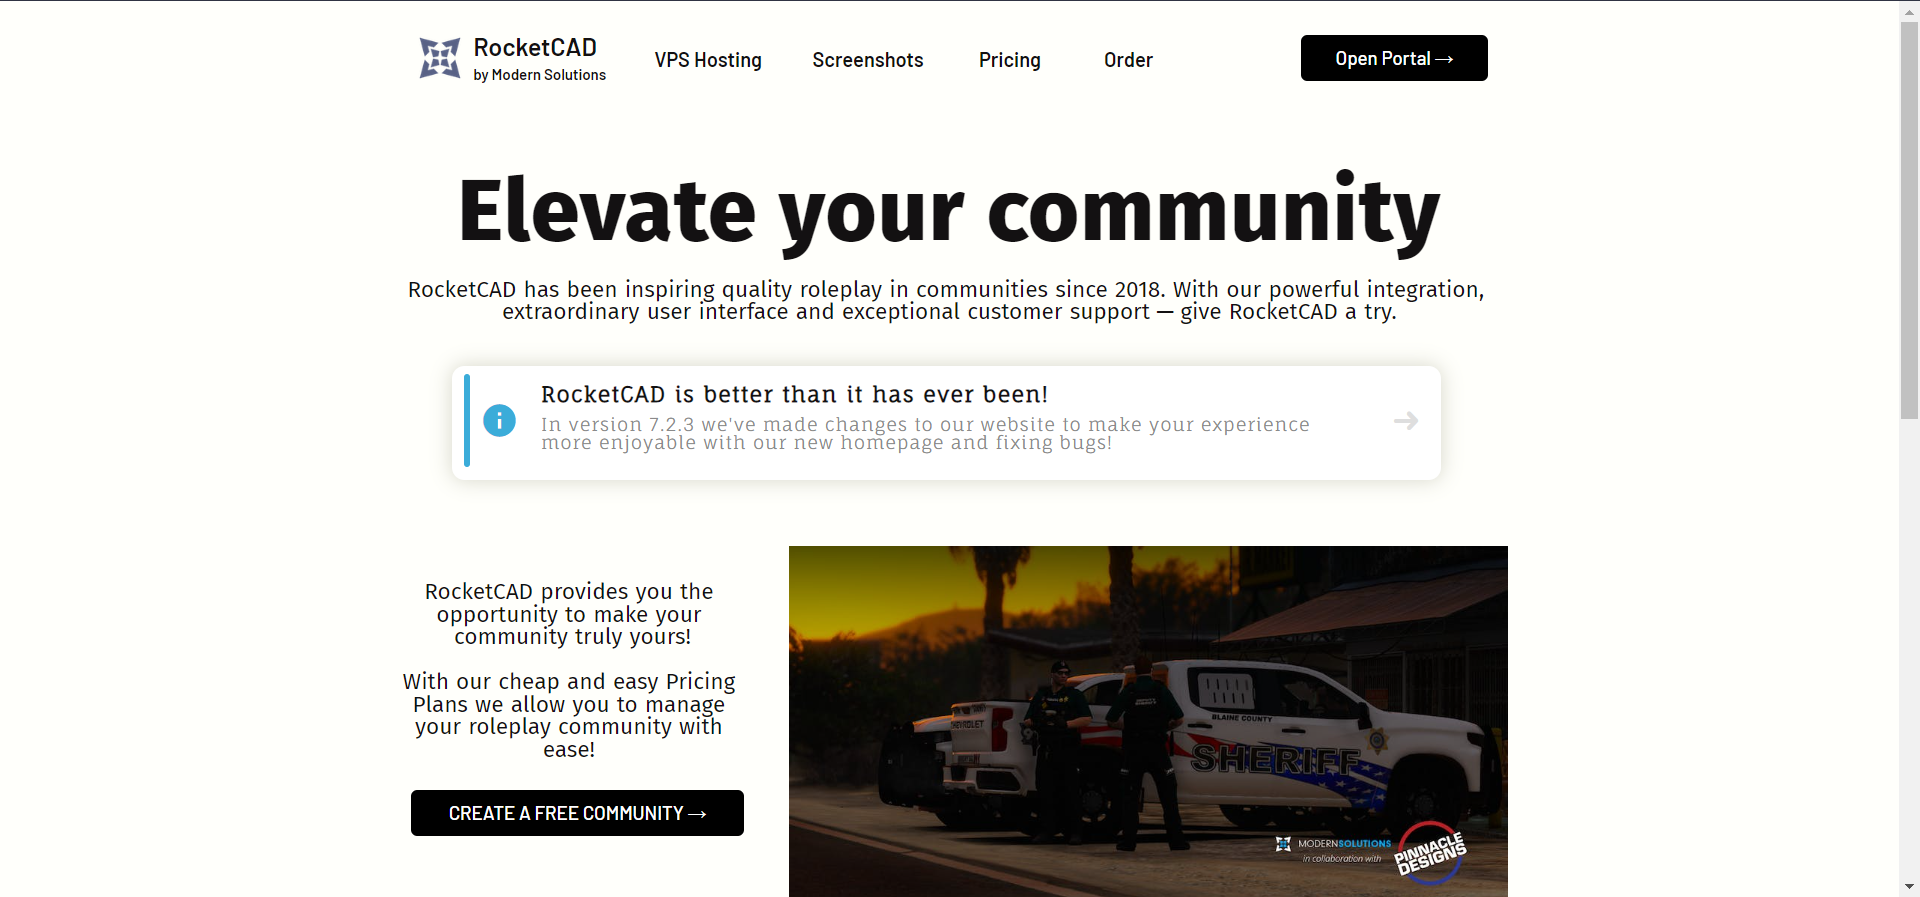 RocketCAD
by Modern Solutions
VPS Hosting
Screenshots
Pricing
Order
Open Portal →
Elevate your community
RocketCAD has been inspiring quality roleplay in communities since 2018. With our powerful integration,
extraordinary user interface and exceptional customer support — give RocketCAD a try.
RocketCAD is better than it has ever been!
In version 7.2.3 we've made changes to our website to make your experience
more enjoyable with our new homepage and fixing bugs!
RocketCAD provides you the
opportunity to make your
community truly yours!
With our cheap and easy Pricing
Plans we allow you to manage
your roleplay community with
ease!
CREATE A FREE COMMUNITY →
CHEVROLET
BLAINE COUNTY
SHERIFF
MODERNSOLUTIONS
in collaboration with
PINNACLE
DESIGNS